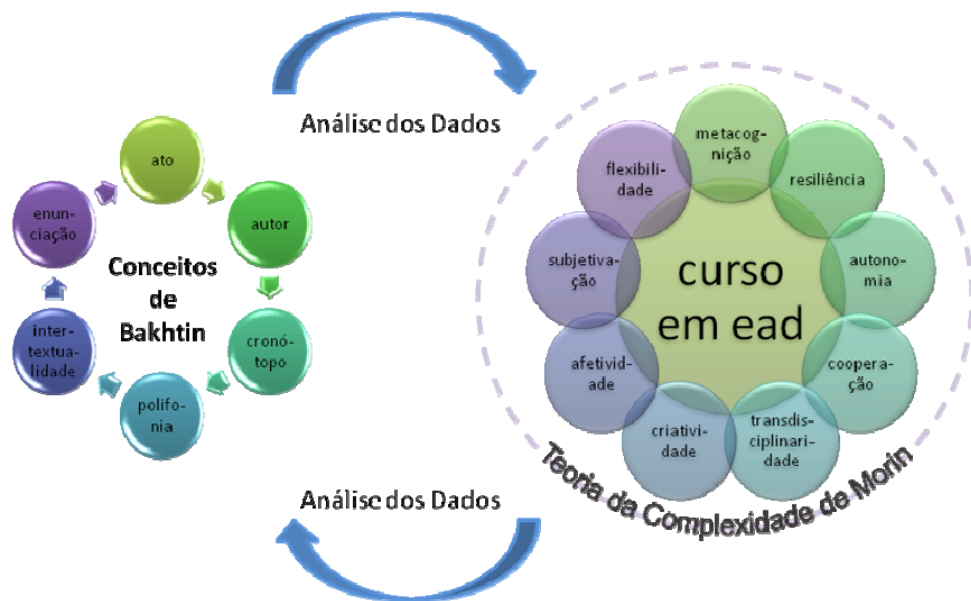 Análise dos Dados
ato
autor
cronó-
topo
polifo-
nia
inter-
textua-
lidade
enun-
ciação
Conceitos
de
Bakhtin
metacog-
nição
resiliência
autono-
mia
coopera-
ção
transdis-
ciplinari-
dade
criativi-
dade
afetivid-
ade
subjetiva-
ção
flexibili-
dade
curso
em ead
Teoria da Complexidade de Morin
Análise dos Dados